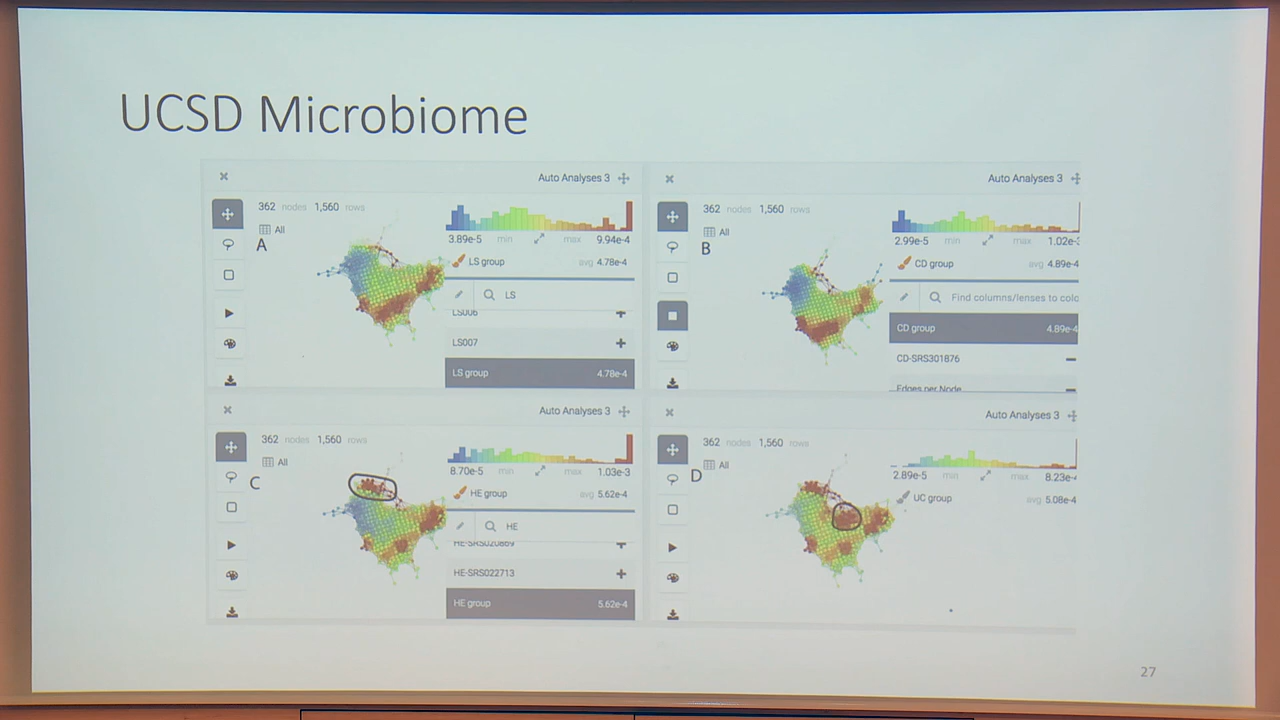 UCSD Microbiome
Auto Analyses 3
362 nodes 1,560 rows
All
A
3.89e-5 min max 9.94e-4
LS group avg 4.78e-4
LS
LS006
LS007
LS group 4.78e-4
Auto Analyses 3
362 nodes 1,560 rows
All
B
2.99e-5 min max 1.02e-3
CD group avg 4.89e-4
Find columns/lenses to colo
CD group 4.89e-4
CD-SRS301876
Edges per Node
Auto Analyses 3
362 nodes 1,560 rows
All
C
8.70e-5 min max 1.03e-3
HE group avg 5.62e-4
HE
HE-SRS020869
HE-SRS022713
HE group 5.62e-4
Auto Analyses 3
362 nodes 1,560 rows
All
D
2.89e-5 min max 8.23e-4
UC group avg 5.08e-4
27